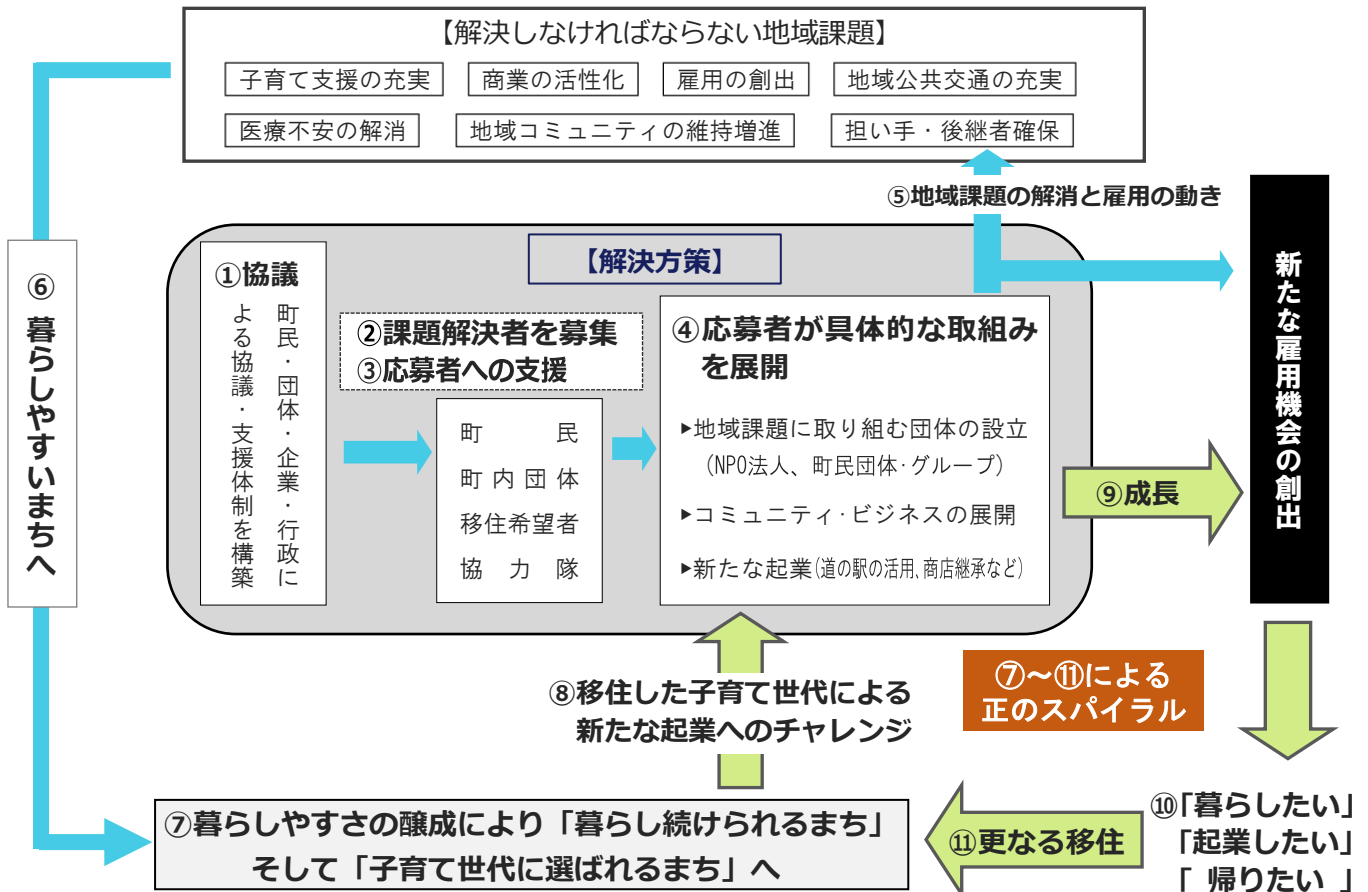 【解決しなければならない地域課題】
子育て支援の充実
商業の活性化
雇用の創出
地域公共交通の充実
医療不安の解消
地域コミュニティの維持増進
担い手・後継者確保
⑤地域課題の解消と雇用の動き
⑥暮らしやすいまちへ
【解決方策】
①協議
町民・団体・企業・行政に
よる協議・支援体制を構築
②課題解決者を募集
③応募者への支援
町民
町内団体
移住希望者
協力隊
④応募者が具体的な取組み
を展開
▶地域課題に取り組む団体の設立
（NPO法人、町民団体・グループ）
▶コミュニティ・ビジネスの展開
▶新たな起業（道の駅の活用、商店継承など）
⑨成長
新たな雇用機会の創出
⑧移住した子育て世代による
新たな起業へのチャレンジ
⑦～⑪による
正のスパイラル
⑦暮らしやすさの醸成により「暮らし続けられるまち」
そして「子育て世代に選ばれるまち」へ
⑪更なる移住
⑩「暮らしたい」
「起業したい」
「 帰りたい 」